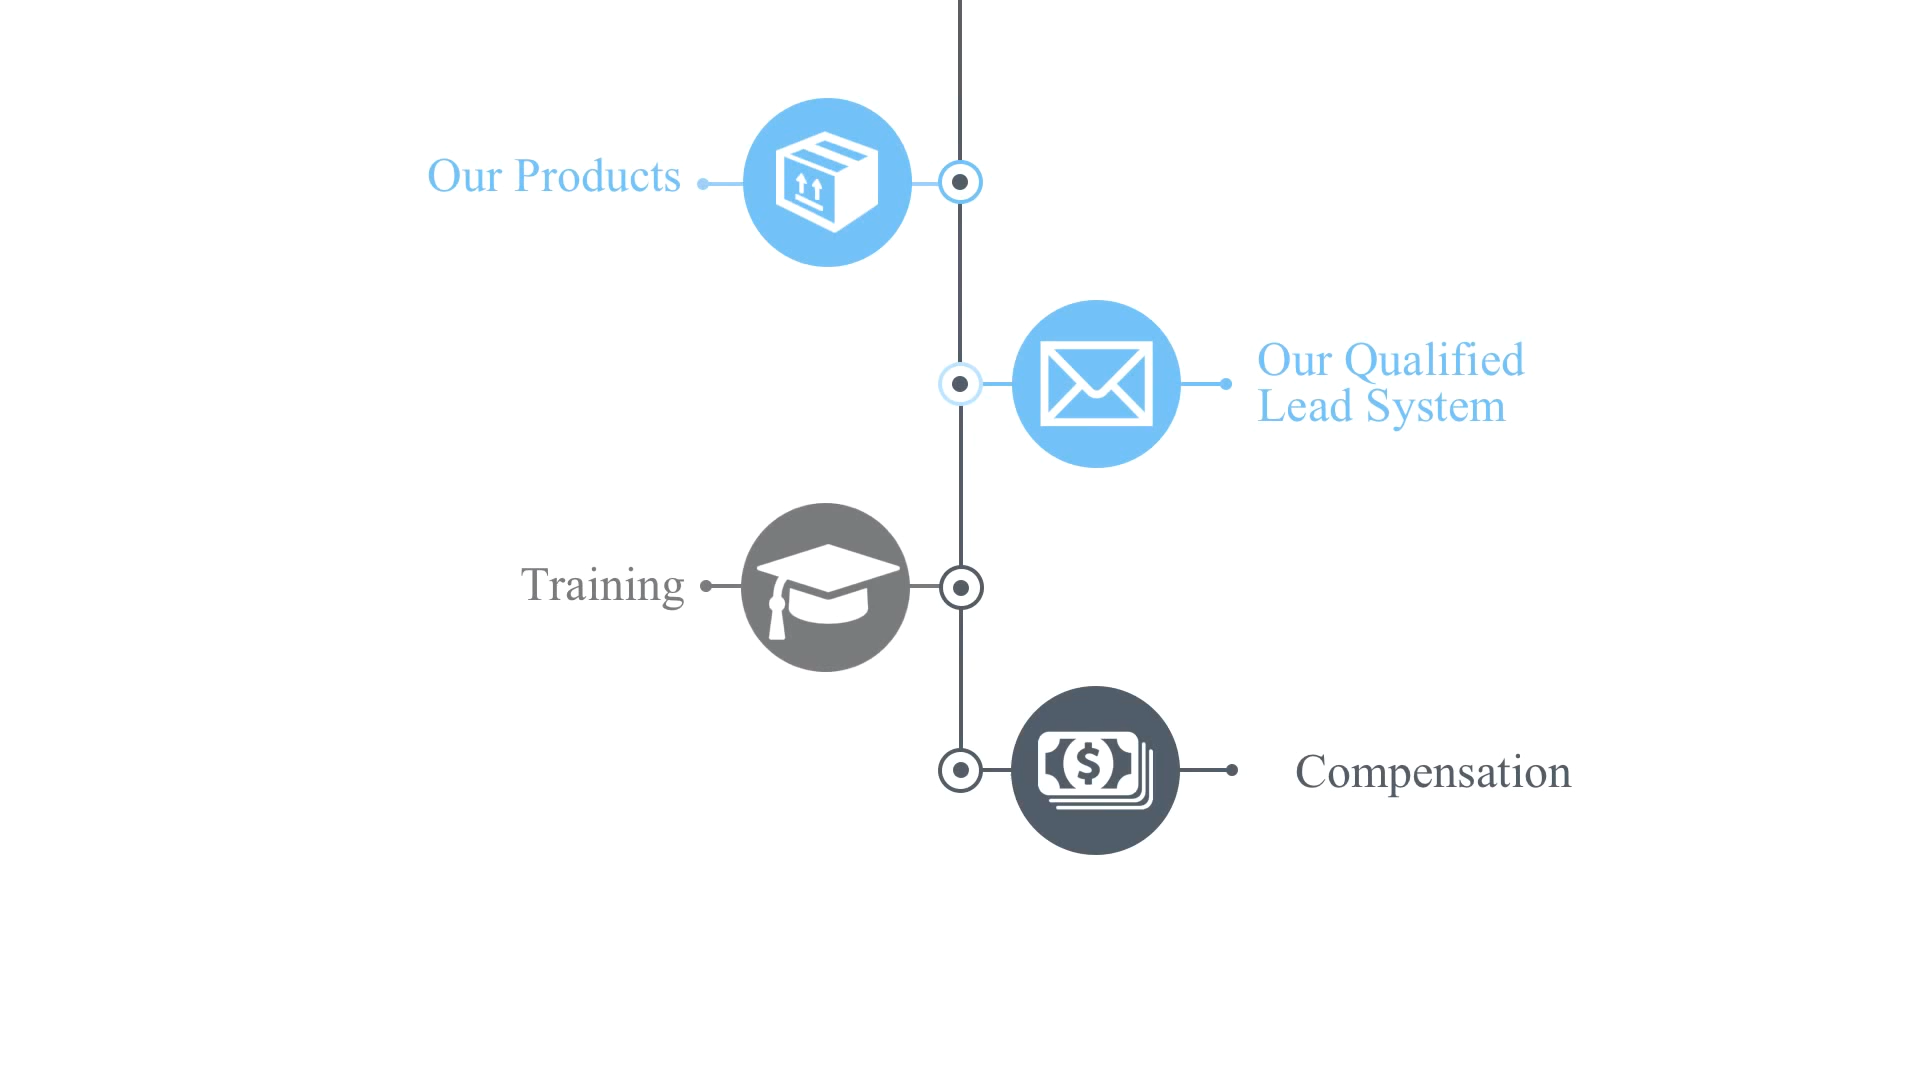 Our Products
Our Qualified
Lead System
Training
$
Compensation